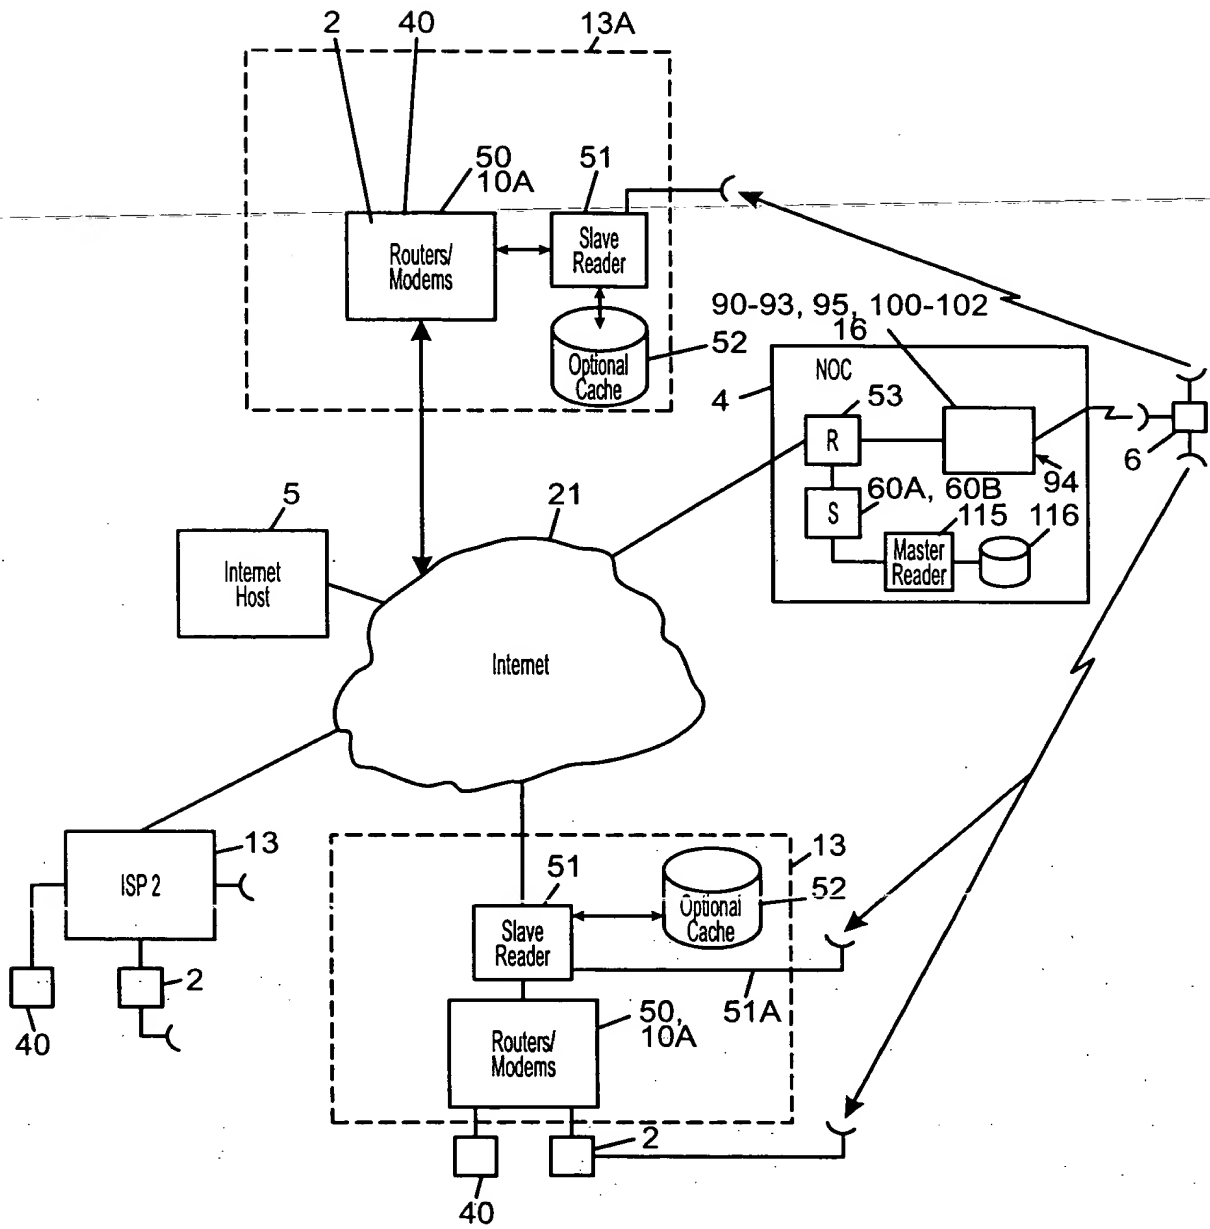 2
40
13A
50
10A
51
Slave
Reader
Routers/
Modems
90-93, 95, 100-102
16
52
Optional
Cache
NOC
4
53
R
6
94
60A, 60B
S
115
116
Master
Reader
5
21
Internet
Host
Internet
13
ISP 2
2
40
13
51
52
Optional
Cache
Slave
Reader
51A
50,
10A
Routers/
Modems
2
40